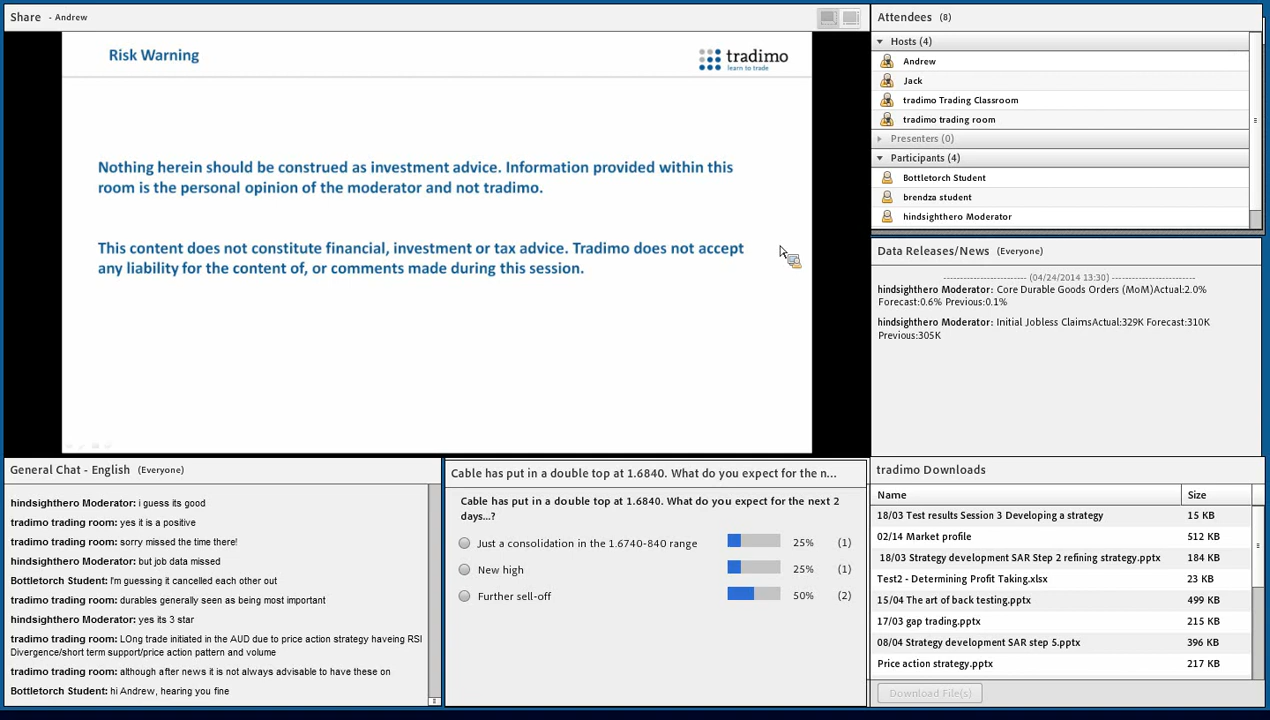 Share - Andrew
Risk Warning
tradimo
learn to trade
Nothing herein should be construed as investment advice. Information provided within this
room is the personal opinion of the moderator and not tradimo.
This content does not constitute financial, investment or tax advice. Tradimo does not accept
any liability for the content of, or comments made during this session.
Attendees (8)
Hosts (4)
Andrew
Jack
tradimo Trading Classroom
tradimo trading room
Presenters (0)
Participants (4)
Bottletorch Student
brendza student
hindsighthero Moderator
Data Releases/News (Everyone)
------------------------ (04/24/2014 13:30) ------------------------
hindsighthero Moderator: Core Durable Goods Orders (MoM)Actual:2.0%
Forecast:0.6% Previous:0.1%
hindsighthero Moderator: Initial Jobless ClaimsActual:329K Forecast:310K
Previous:305K
General Chat - English (Everyone)
hindsighthero Moderator: i guess its good
tradimo trading room: yes it is a positive
tradimo trading room: sorry missed the time there!
hindsighthero Moderator: but job data missed
Bottletorch Student: I'm guessing it cancelled each other out
tradimo trading room: durables generally seen as being most important
hindsighthero Moderator: yes its 3 star
tradimo trading room: LOng trade initiated in the AUD due to price action strategy haveing RSI
Divergence/short term support/price action pattern and volume
tradimo trading room: although after news it is not always advisable to have these on
Bottletorch Student: hi Andrew, hearing you fine
Cable has put in a double top at 1.6840. What do you expect for the n...
Cable has put in a double top at 1.6840. What do you expect for the next 2
days...?
Just a consolidation in the 1.6740-840 range 25% (1)
New high 25% (1)
Further sell-off 50% (2)
tradimo Downloads
Name Size
18/03 Test results Session 3 Developing a strategy 15 KB
02/14 Market profile 512 KB
18/03 Strategy development SAR Step 2 refining strategy.pptx 184 KB
Test2 - Determining Profit Taking.xlsx 23 KB
15/04 The art of back testing.pptx 499 KB
17/03 gap trading.pptx 215 KB
08/04 Strategy development SAR step 5.pptx 396 KB
Price action strategy.pptx 217 KB
Download File(s)